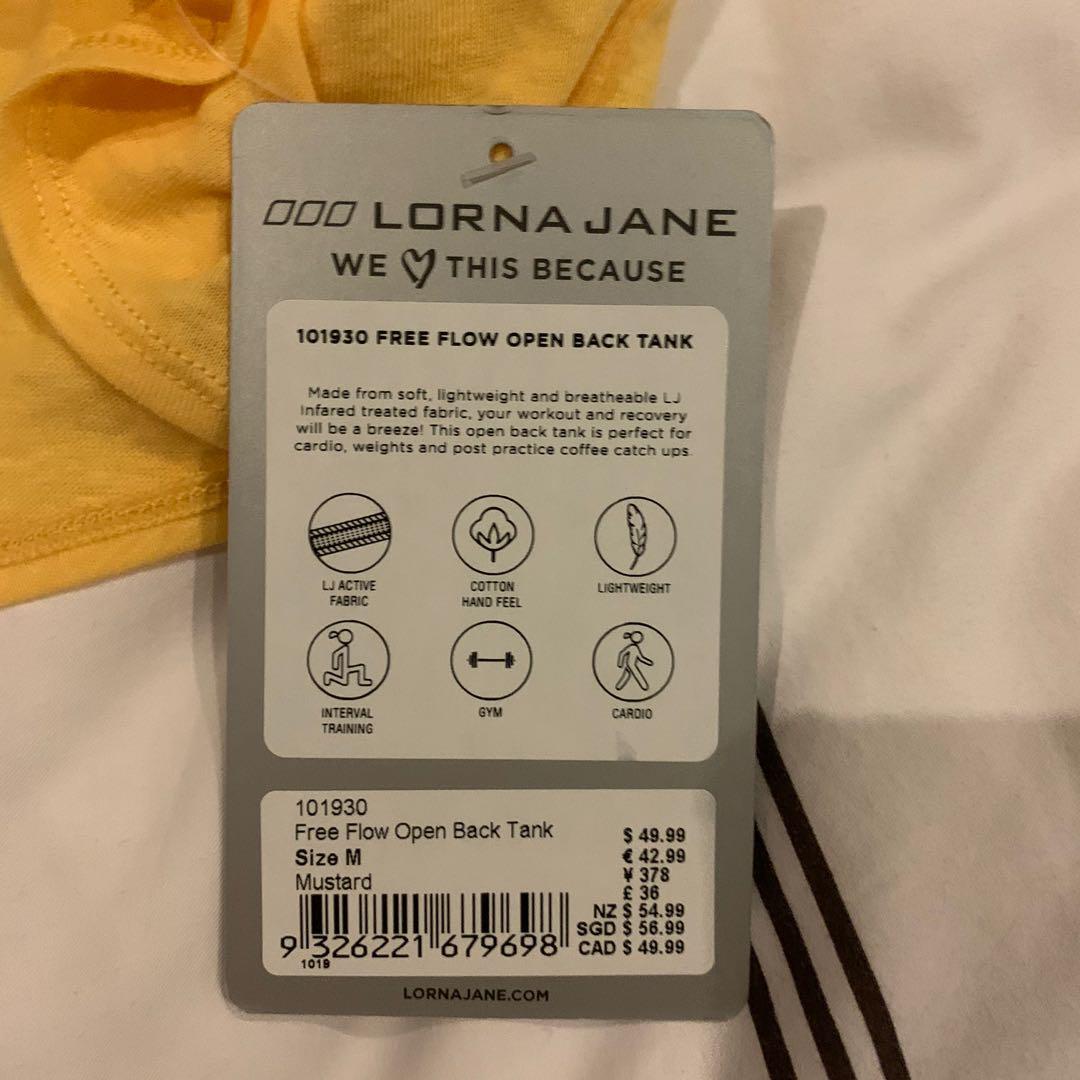 LORNA JANE
WE THIS BECAUSE
101930 FREE FLOW OPEN BACK TANK
Made from soft, lightweight and breatheable LJ
Infared treated fabric, your workout and recovery
will be a breeze! This open back tank is perfect for
cardio, weights and post practice coffee catch ups.
LJ ACTIVE
FABRIC
COTTON
HAND FEEL
LIGHTWEIGHT
INTERVAL
TRAINING
GYM
CARDIO
101930
Free Flow Open Back Tank
Size M
Mustard
$ 49.99
€ 42.99
¥ 378
£ 36
NZ $ 54.99
SGD $ 56.99
CAD $ 49.99
9 326221 679698
1019
LORNAJANE.COM